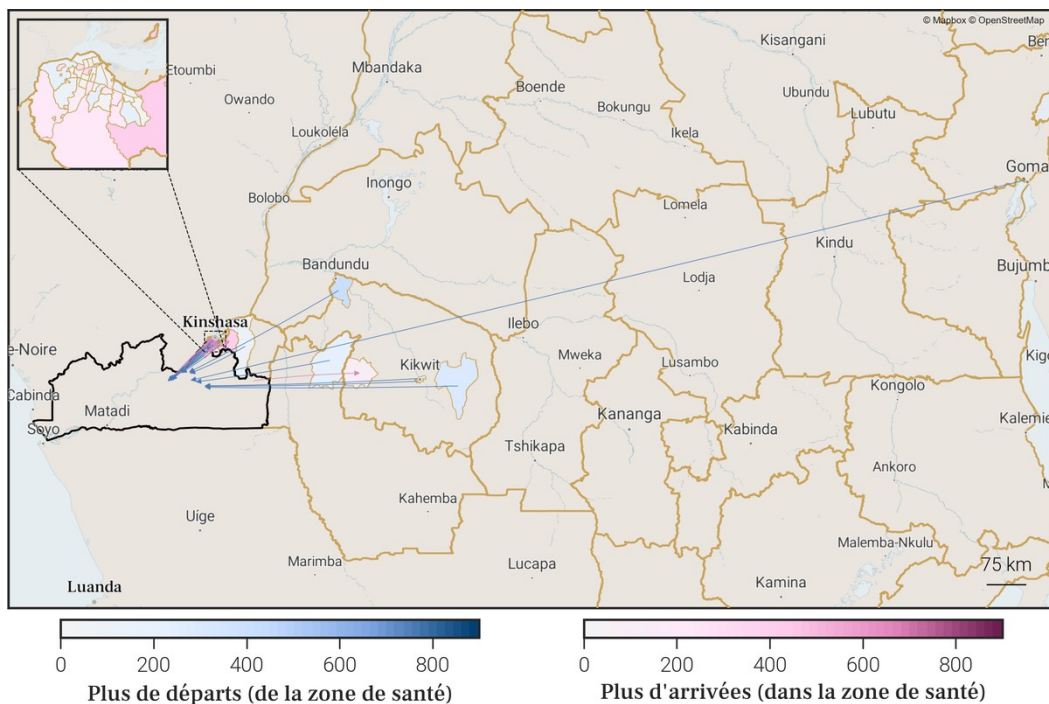 © Mapbox © OpenStreetMap
Kisangani
Ber
Etoumbi
Mbandaka
Boende
Ubundu
Owando
Bokungu
Lubutu
Loukoléla
Ikela
Goma
Inongo
Bolobo
Lomela
Kindu
Bandundu
Lodja
Bujumb
Kinshasa
Ilebo
e-Noire
Mweka
Lusambo
Kigo
Kikwit
Kongolo
Cabinda
Matadi
Kananga
Kalemie
Soyo
Kabinda
Tshikapa
Ankoro
Kahemba
M
Uíge
Malemba-Nkulu
Marimba
Lucapa
75 km
Kamina
Luanda
0 200 400 600 800
Plus de départs (de la zone de santé)
0 200 400 600 800
Plus d'arrivées (dans la zone de santé)